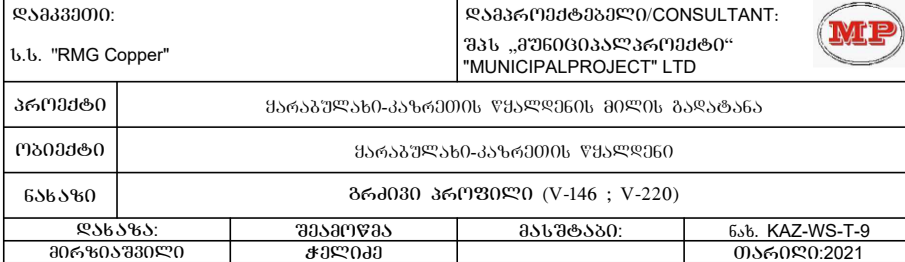 დამკვეთი:
ს.ს. "RMG Copper"
დამპროექტებელი/CONSULTANT:
შპს „მუნიციპალპროექტი“
"MUNICIPALPROJECT" LTD
MP
პროექტი
ყარაბულახი-კაზრეთის წყალდენის მილის გადატანა
ობიექტი
ყარაბულახი-კაზრეთის წყალდენი
ნახაზი
გრძივი პროფილი (V-146 ; V-220)
დახაზა:
შეამოწმა
მასშტაბი:
ნახ. KAZ-WS-T-9
მირზიაშვილი
ჭელიძე
თარიღი:2021